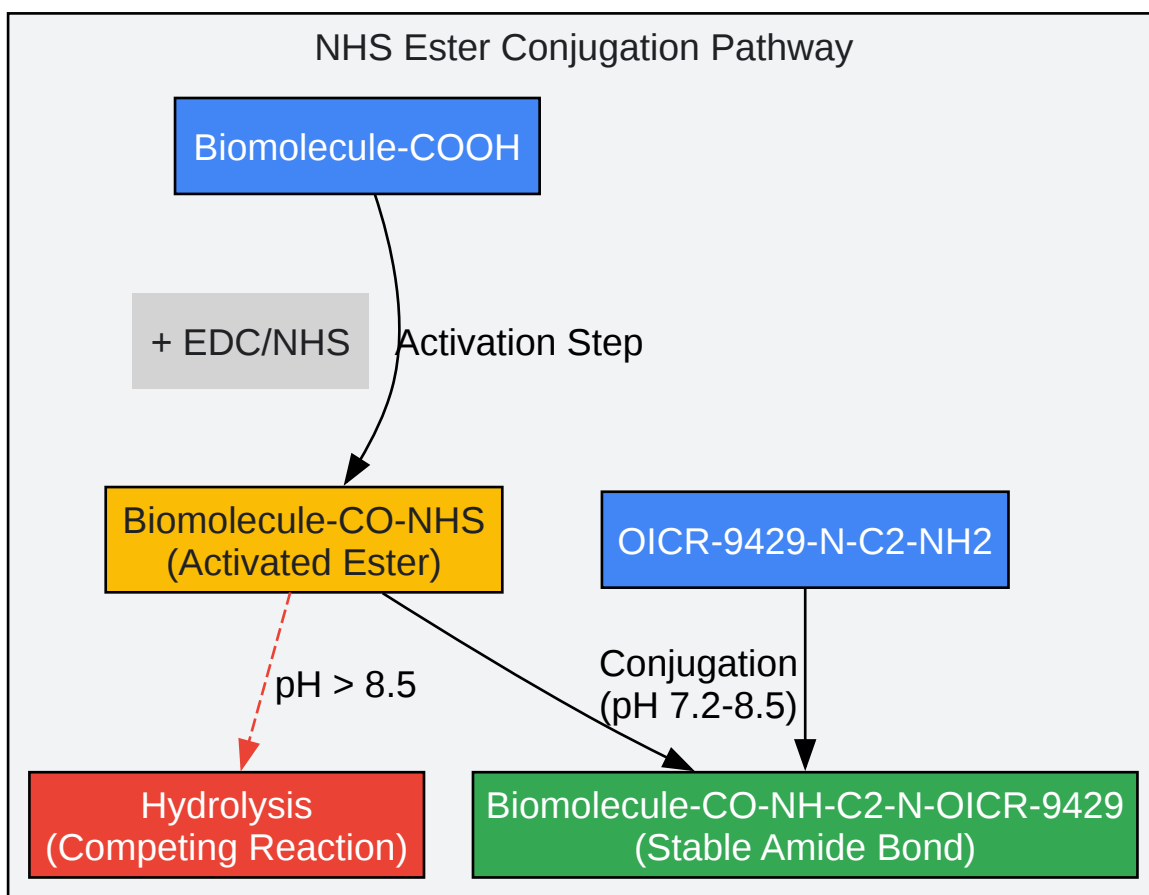 NHS Ester Conjugation Pathway
Biomolecule-COOH
+ EDC/NHS
Activation Step
Biomolecule-CO-NHS
(Activated Ester)
OICR-9429-N-C2-NH2
pH > 8.5
Conjugation
(pH 7.2-8.5)
Hydrolysis
(Competing Reaction)
Biomolecule-CO-NH-C2-N-OICR-9429
(Stable Amide Bond)